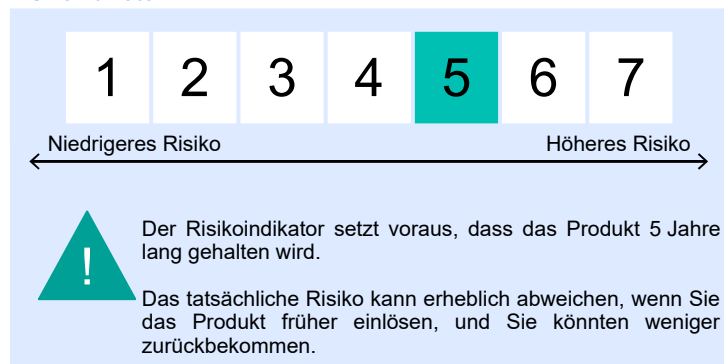 1 2 3 4 5 6 7
Niedrigeres Risiko Höheres Risiko
!
Der Risikoindikator setzt voraus, dass das Produkt 5 Jahre
lang gehalten wird.
Das tatsächliche Risiko kann erheblich abweichen, wenn Sie
das Produkt früher einlösen, und Sie könnten weniger
zurückbekommen.